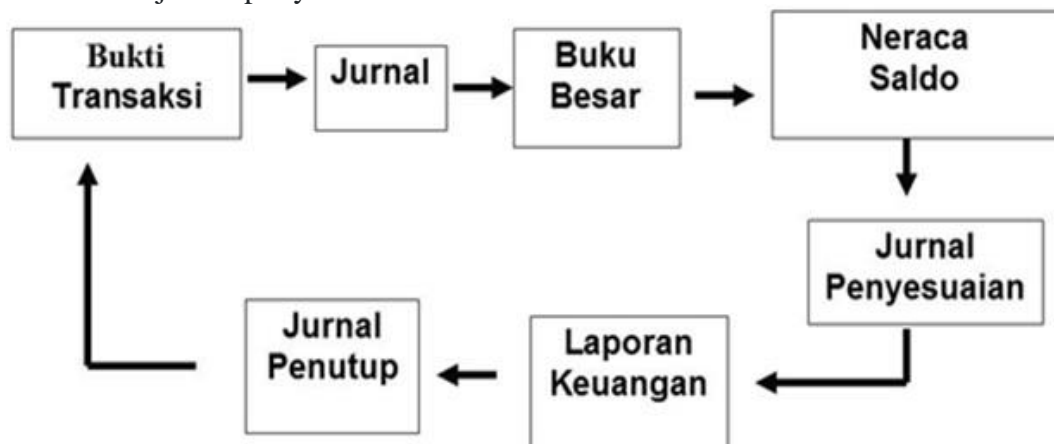 Bukti
Transaksi
Jurnal
Buku
Besar
Neraca
Saldo
Jurnal
Penyesuaian
Laporan
Keuangan
Jurnal
Penutup